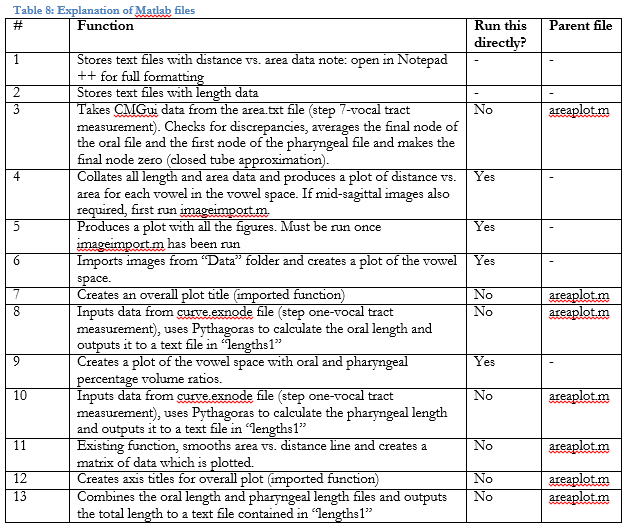 Table 8: Explanation of Matlab files
# Function Run this directly? Parent file
1 Stores text files with distance vs. area data note: open in Notepad - -
++ for full formatting
2 Stores text files with length data - -
3 Takes CMGui data from the area.txt file (step 7-vocal tract No areaplot.m
measurement). Checks for discrepancies, averages the final node of
the oral file and the first node of the pharyngeal file and makes the
final node zero (closed tube approximation).
4 Collates all length and area data and produces a plot of distance vs. Yes -
area for each vowel in the vowel space. If mid-sagittal images also
required, first run imageimport.m.
5 Produces a plot with all the figures. Must be run once Yes -
imageimport.m has been run
6 Imports images from “Data” folder and creates a plot of the vowel Yes -
space.
7 Creates an overall plot title (imported function) No areaplot.m
8 Inputs data from curve.exnode file (step one-vocal tract No areaplot.m
measurement), uses Pythagoras to calculate the oral length and
outputs it to a text file in “lengths1”
9 Creates a plot of the vowel space with oral and pharyngeal Yes -
percentage volume ratios.
10 Inputs data from curve.exnode file (step one-vocal tract No areaplot.m
measurement), uses Pythagoras to calculate the pharyngeal length
and outputs it to a text file in “lengths1”
11 Existing function, smooths area vs. distance line and creates a No areaplot.m
matrix of data which is plotted.
12 Creates axis titles for overall plot (imported function) No areaplot.m
13 Combines the oral length and pharyngeal length files and outputs No areaplot.m
the total length to a text file contained in “lengths1”